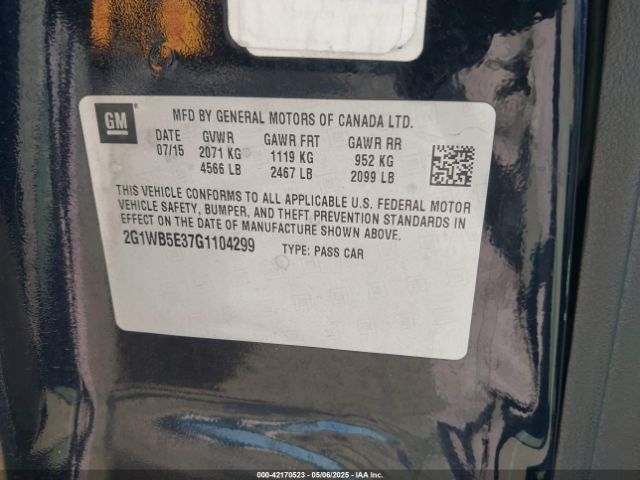 GM
MFD BY GENERAL MOTORS OF CANADA LTD.
DATE GVWR GAWR FRT GAWR RR
07/15 2071 KG 1119 KG 952 KG
4566 LB 2467 LB 2099 LB
THIS VEHICLE CONFORMS TO ALL APPLICABLE U.S. FEDERAL MOTOR
VEHICLE SAFETY, BUMPER, AND THEFT PREVENTION STANDARDS IN
EFFECT ON THE DATE OF MANUFACTURE SHOWN ABOVE.
2G1WB5E37G1104299 TYPE: PASS CAR
000-42170523 - 05/06/2025 - IAA Inc.